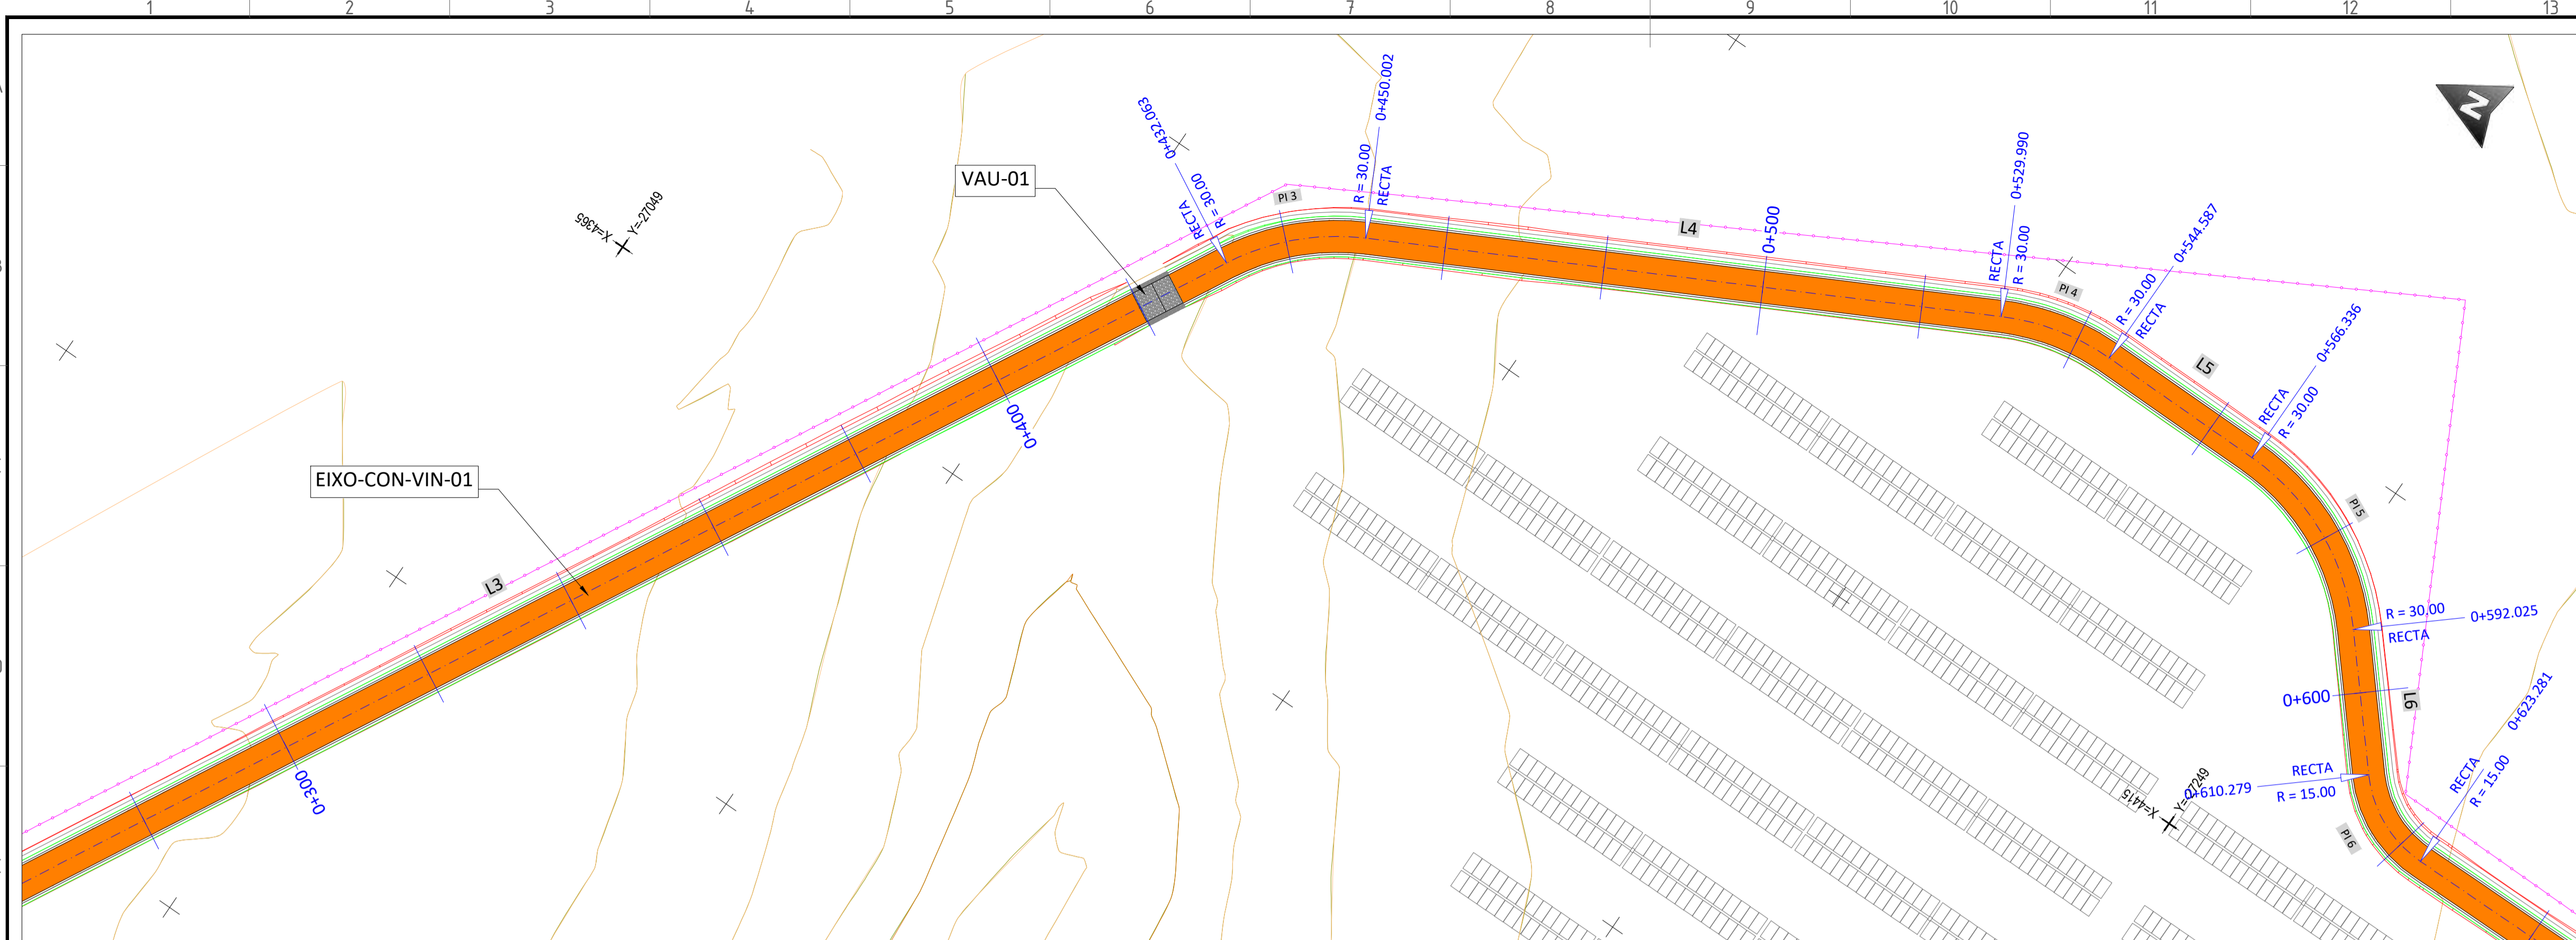 1 2 3 4 5 6 7 8 9 10 11 12 13
0+432.063
RECTA
R = 30.00
0+450.002
R = 30.00
RECTA
VAU-01
PI 3
X=4365
Y=-27049
N
L4
0+500
0+529.990
RECTA
R = 30.00
PI 4
0+544.587
R = 30.00
RECTA
L5
0+566.336
RECTA
R = 30.00
0+400
EIXO-CON-VIN-01
L3
PI 5
R = 30.00
RECTA
0+592.025
0+600
L6
0+623.281
RECTA
R = 15.00
0+300
RECTA
0+610.279
R = 15.00
X=4415
Y=-27249
PI 6